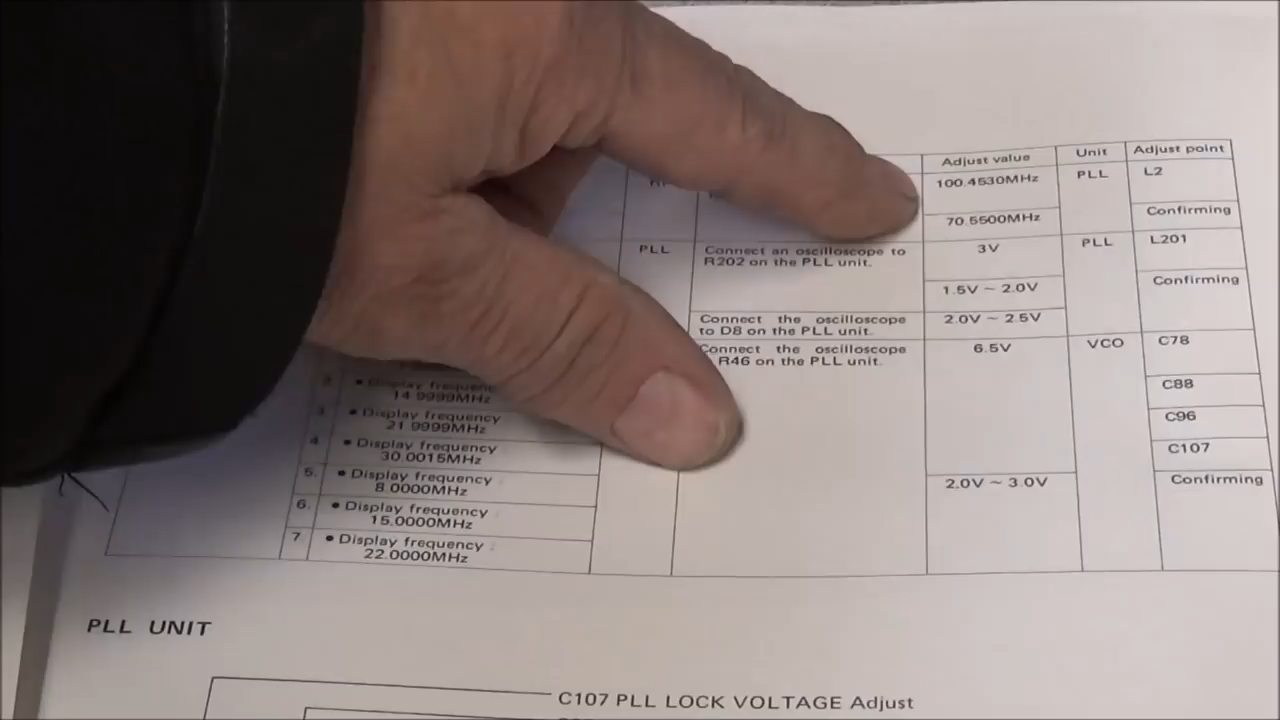 Adjust value Unit Adjust point
100.4530MHz PLL L2
70.5500MHz Confirming
PLL Connect an oscilloscope to 3V PLL L201
R202 on the PLL unit.
1.5V ~ 2.0V Confirming
Connect the oscilloscope 2.0V ~ 2.5V
to D8 on the PLL unit.
Connect the oscilloscope 6.5V VCO C78
R46 on the PLL unit.
2 • Display frequency C88
14.9999MHz
3 • Display frequency C96
21.9999MHz
4 • Display frequency C107
30.0015MHz
5. • Display frequency : 2.0V ~ 3.0V Confirming
8.0000MHz
6. • Display frequency :
15.0000MHz
7 • Display frequency :
22.0000MHz
PLL UNIT
C107 PLL LOCK VOLTAGE Adjust